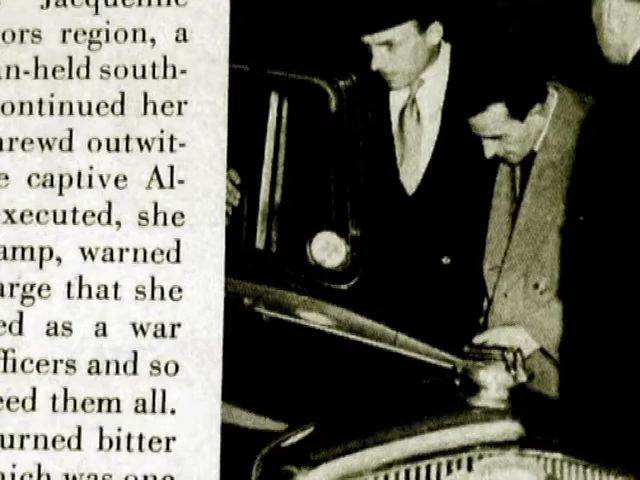 Jacqueline
ors region, a
n-held south-
ontinued her
hrewd outwit-
e captive Al-
xecuted, she
amp, warned
arge that she
ed as a war
fficers and so
eed them all.
urned bitter
hich was one